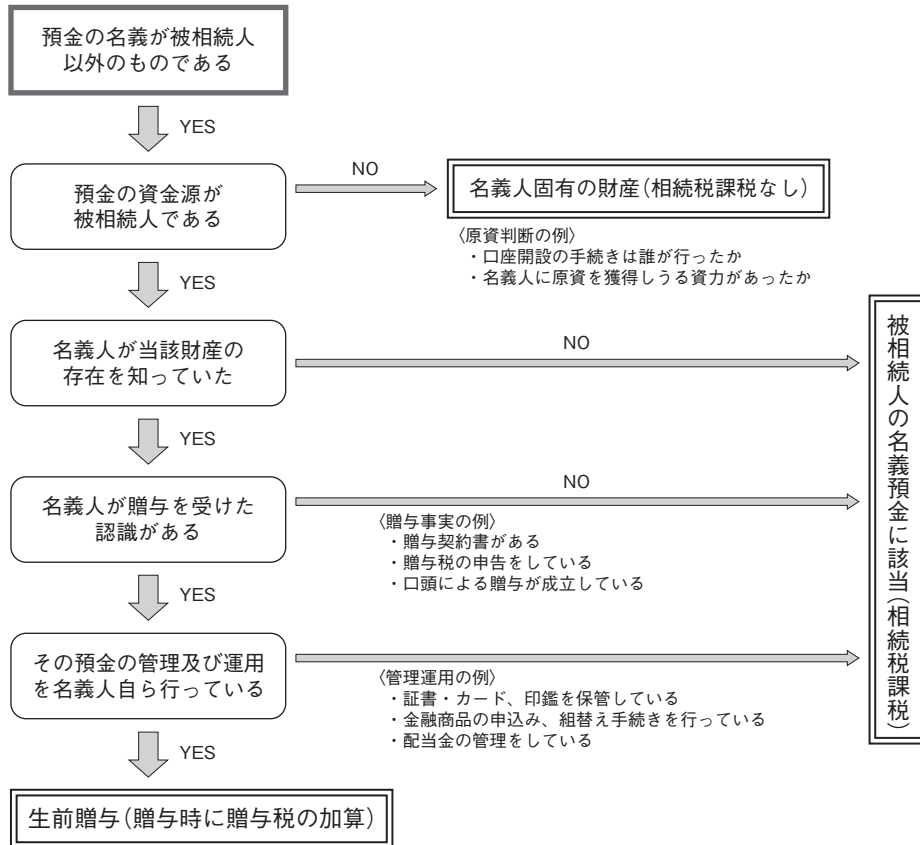 預金の名義が被相続人
以外のものである
YES
預金の資金源が
被相続人である
NO
名義人固有の財産(相続税課税なし)
〈原資判断の例〉
・口座開設の手続きは誰が行ったか
・名義人に原資を獲得しうる資力があったか
YES
名義人が当該財産の
存在を知っていた
NO
被相続人の名義預金に該当(相続税課税)
YES
名義人が贈与を受けた
認識がある
NO
〈贈与事実の例〉
・贈与契約書がある
・贈与税の申告をしている
・口頭による贈与が成立している
YES
その預金の管理及び運用
を名義人自ら行っている
〈管理運用の例〉
・証書・カード、印鑑を保管している
・金融商品の申込み、組替え手続きを行っている
・配当金の管理をしている
YES
生前贈与(贈与時に贈与税の加算)